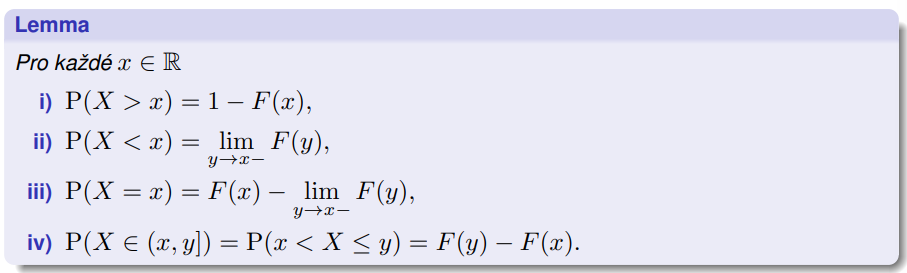 Lemma
Pro každé x ∈ ℝ
i) P(X > x) = 1 − F(x),
ii) P(X < x) = lim_{y→x−} F(y),
iii) P(X = x) = F(x) − lim_{y→x−} F(y),
iv) P(X ∈ (x, y]) = P(x < X ≤ y) = F(y) − F(x).